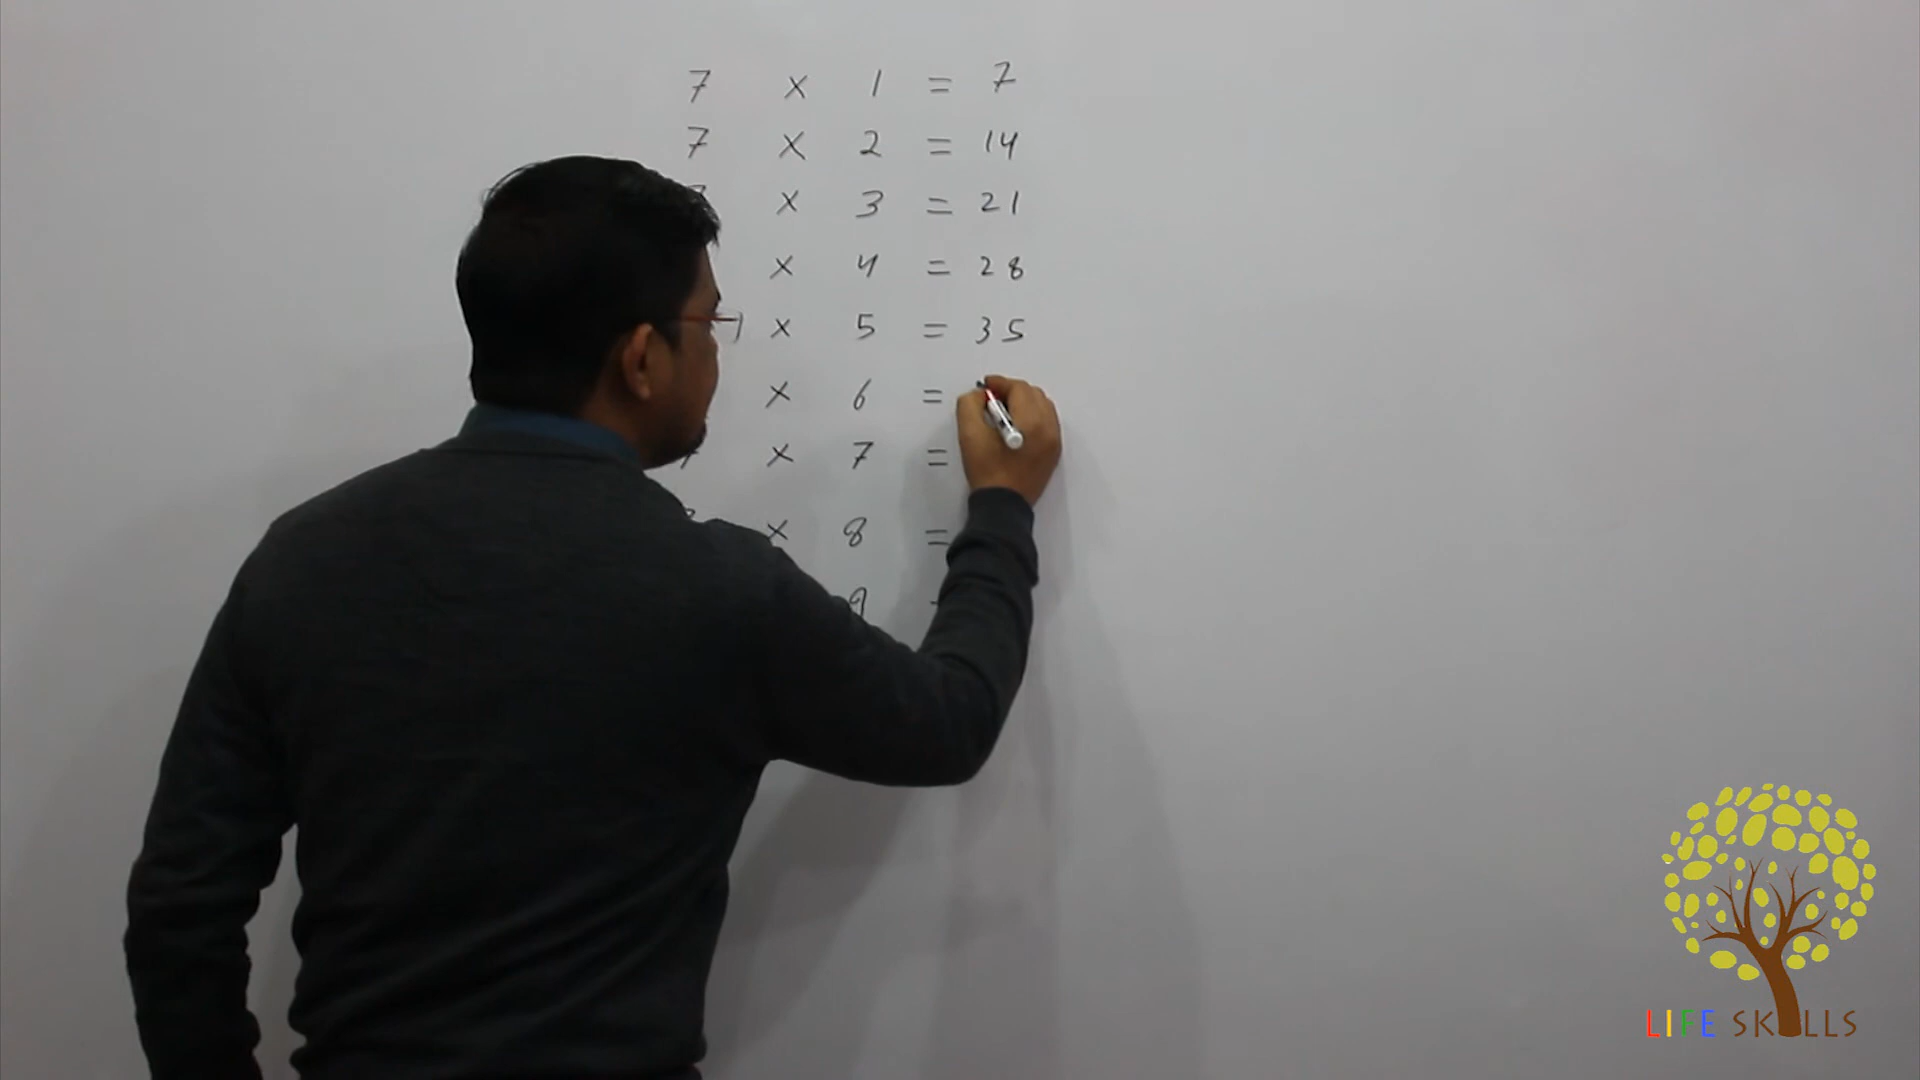 7 × 1 = 7
7 × 2 = 14
× 3 = 21
× 4 = 28
× 5 = 35
× 6 =
× 7 =
× 8 =
9
LIFE SKILLS